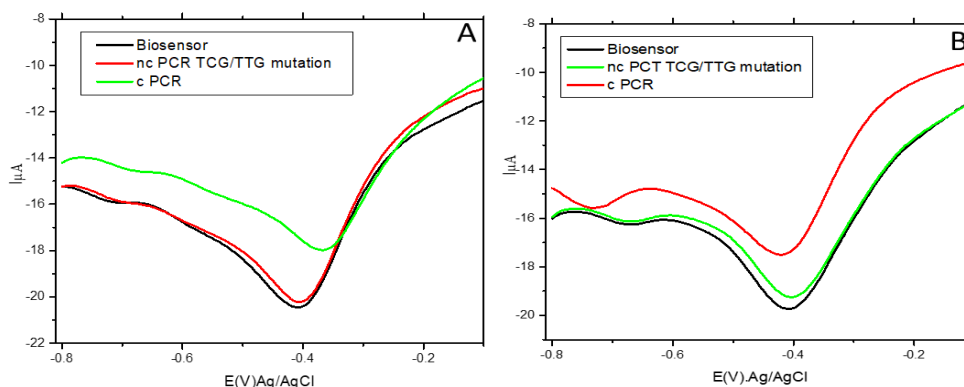 A
Biosensor
nc PCR TCG/TTG mutation
c PCR
-8
-10
-12
-14
-16
-18
-20
-22
I|µA
-0.8
-0.6
-0.4
-0.2
E(V)Ag/AgCl
B
Biosensor
nc PCT TCG/TTG mutation
c PCR
-8
-10
-12
-14
-16
-18
-20
I|µA
-0.8
-0.6
-0.4
-0.2
E(V).Ag/AgCl